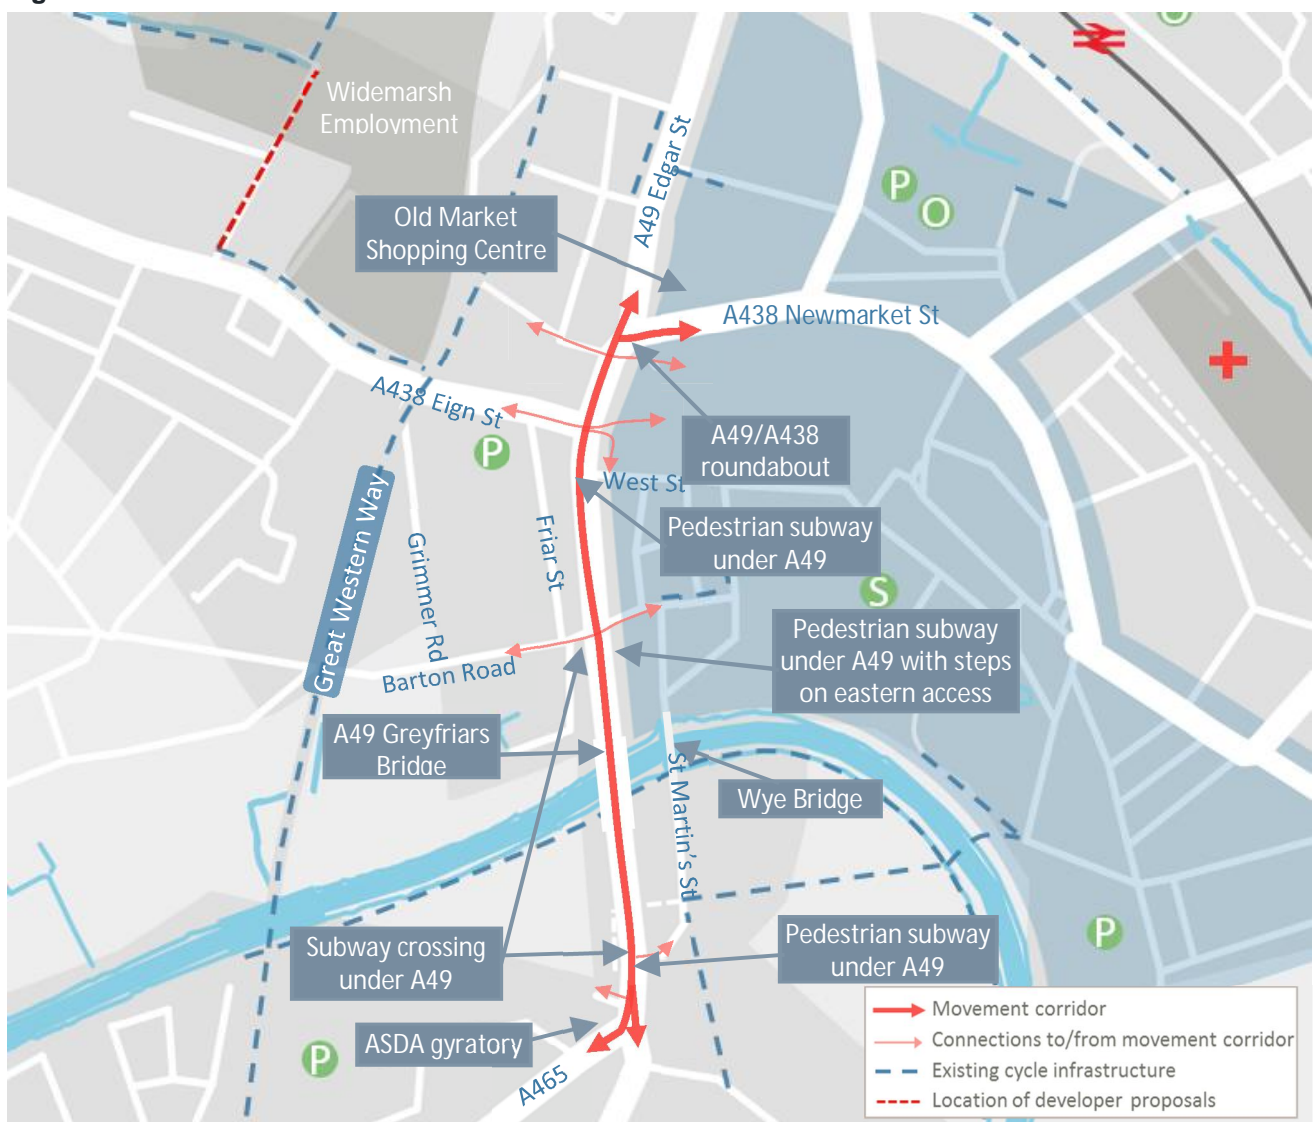 Widemarsh
Employment
A49 Edgar St
Old Market
Shopping Centre
A438 Newmarket St
A438 Eign St
A49/A438
roundabout
West St
Great Western Way
Grimmer Rd
Friar St
Pedestrian subway
under A49
Barton Road
Pedestrian subway
under A49 with steps
on eastern access
A49 Greyfriars
Bridge
St Martin's St
Wye Bridge
Subway crossing
under A49
Pedestrian subway
under A49
ASDA gyratory
A465
P
O
O
P
S
P
P
Movement corridor
Connections to/from movement corridor
Existing cycle infrastructure
Location of developer proposals